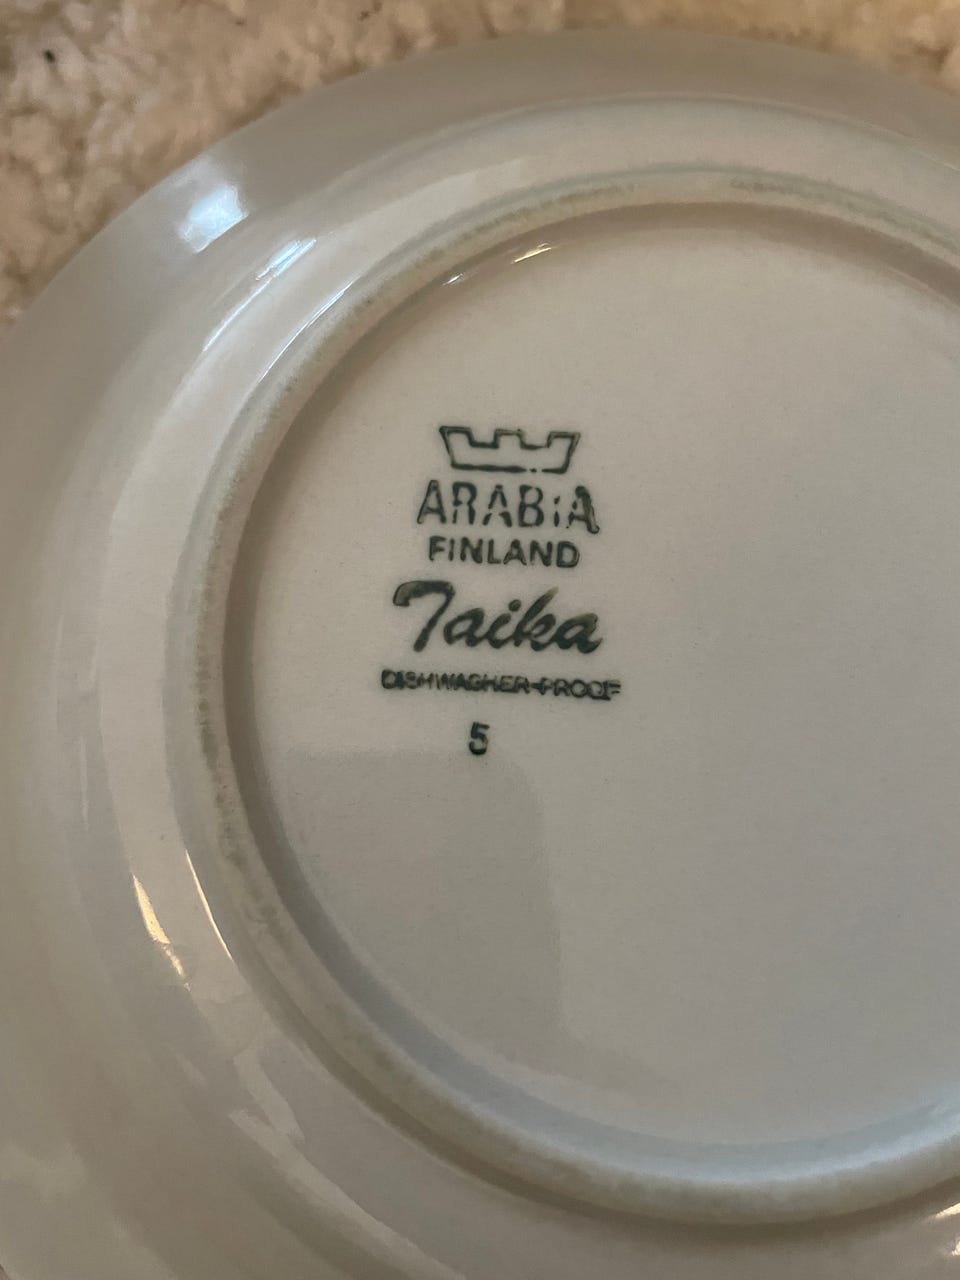 ARABIA
FINLAND
Taika
DISHWASHER-PROOF
5